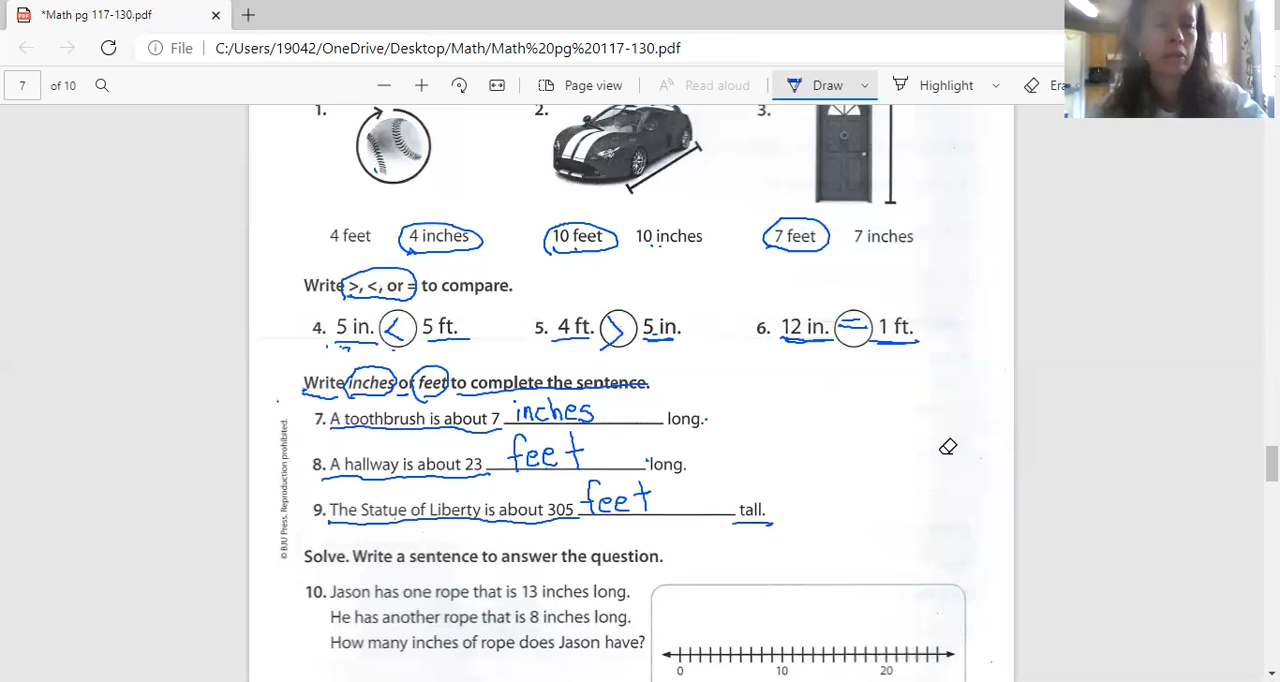 *Math pg 117-130.pdf
File C:/Users/19042/OneDrive/Desktop/Math/Math%20pg%20117-130.pdf
7 of 10 Page view Read aloud Draw Highlight Era
1. 2. 3.
4 feet 4 inches 10 feet 10 inches 7 feet 7 inches
Write >, <, or = to compare.
4. 5 in. < 5 ft. 5. 4 ft. > 5 in. 6. 12 in. = 1 ft.
Write inches or feet to complete the sentence.
7. A toothbrush is about 7 inches long.
8. A hallway is about 23 feet long.
9. The Statue of Liberty is about 305 feet tall.
© BJU Press. Reproduction prohibited.
Solve. Write a sentence to answer the question.
10. Jason has one rope that is 13 inches long.
He has another rope that is 8 inches long.
How many inches of rope does Jason have?
0 10 20